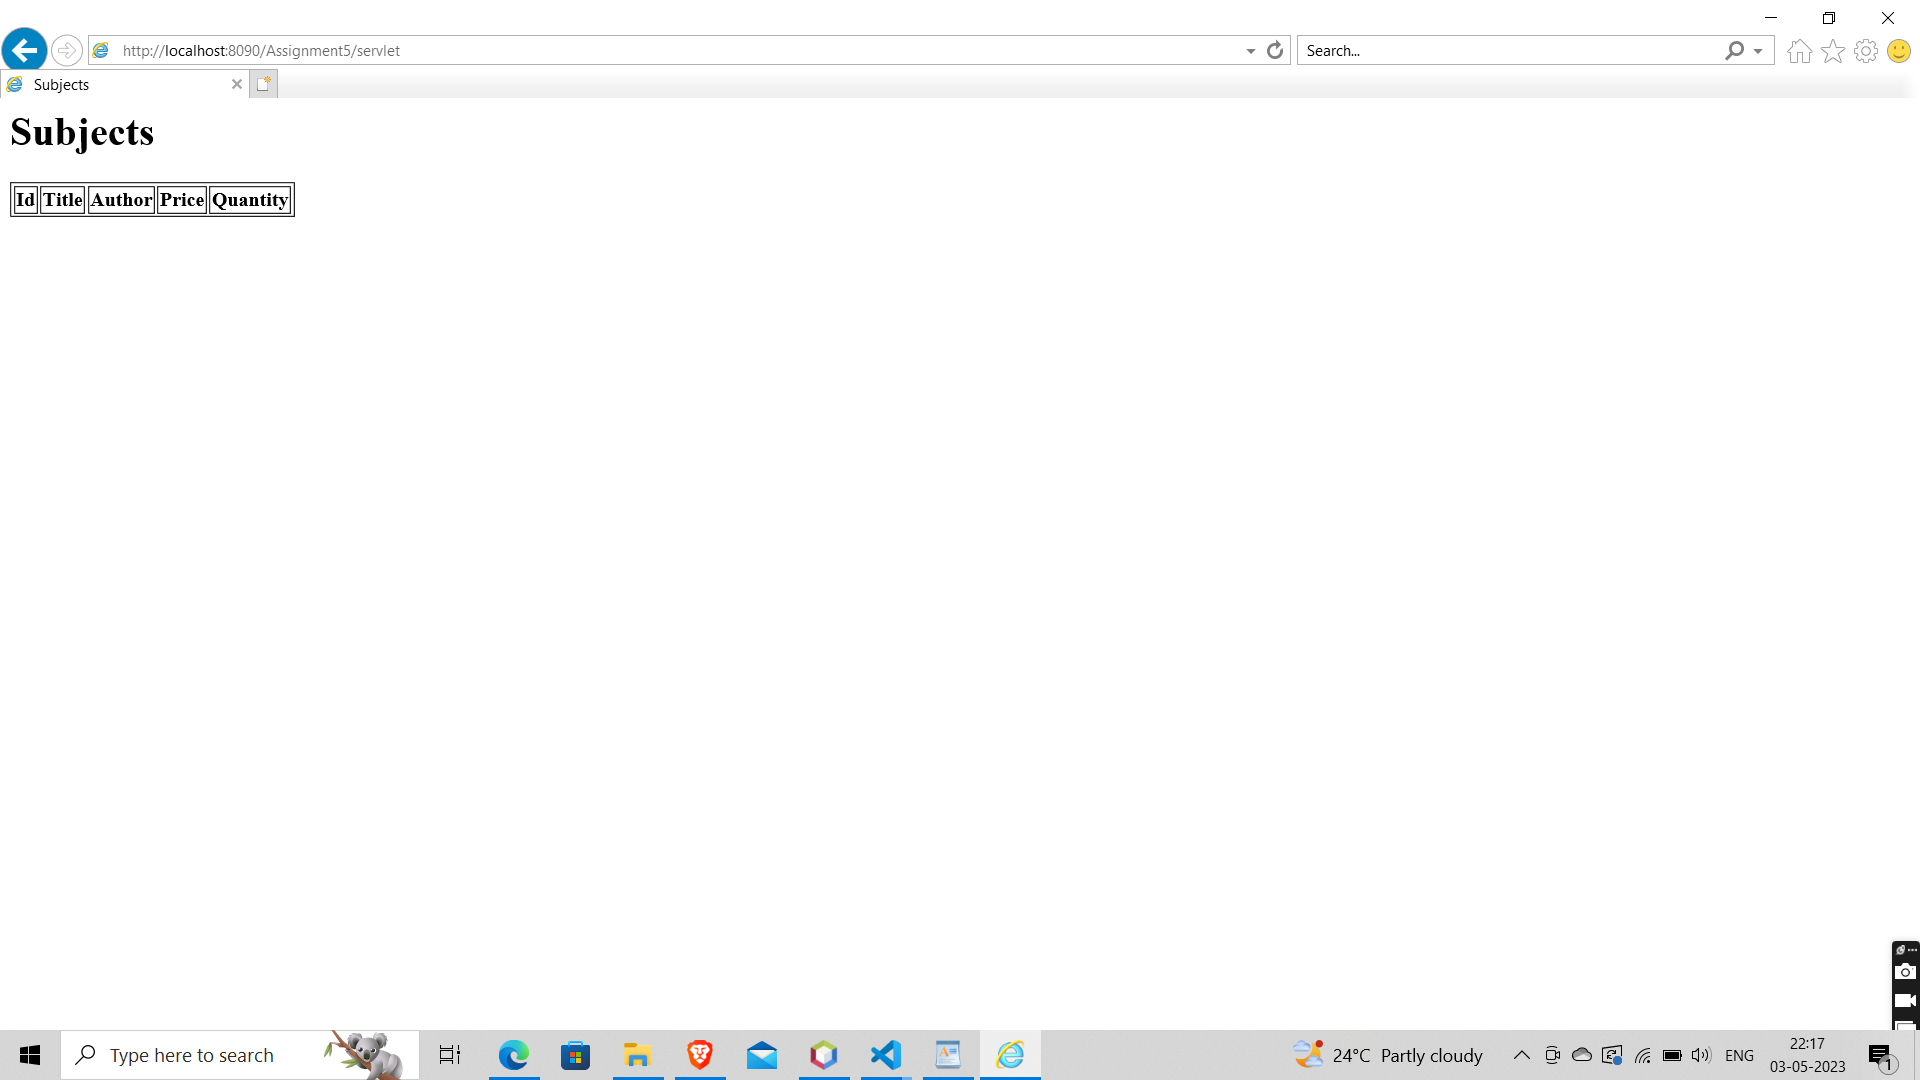 http://localhost:8090/Assignment5/servlet
Search...
Subjects
Subjects
Id Title Author Price Quantity
Type here to search
24°C Partly cloudy
ENG
22:17
03-05-2023
1